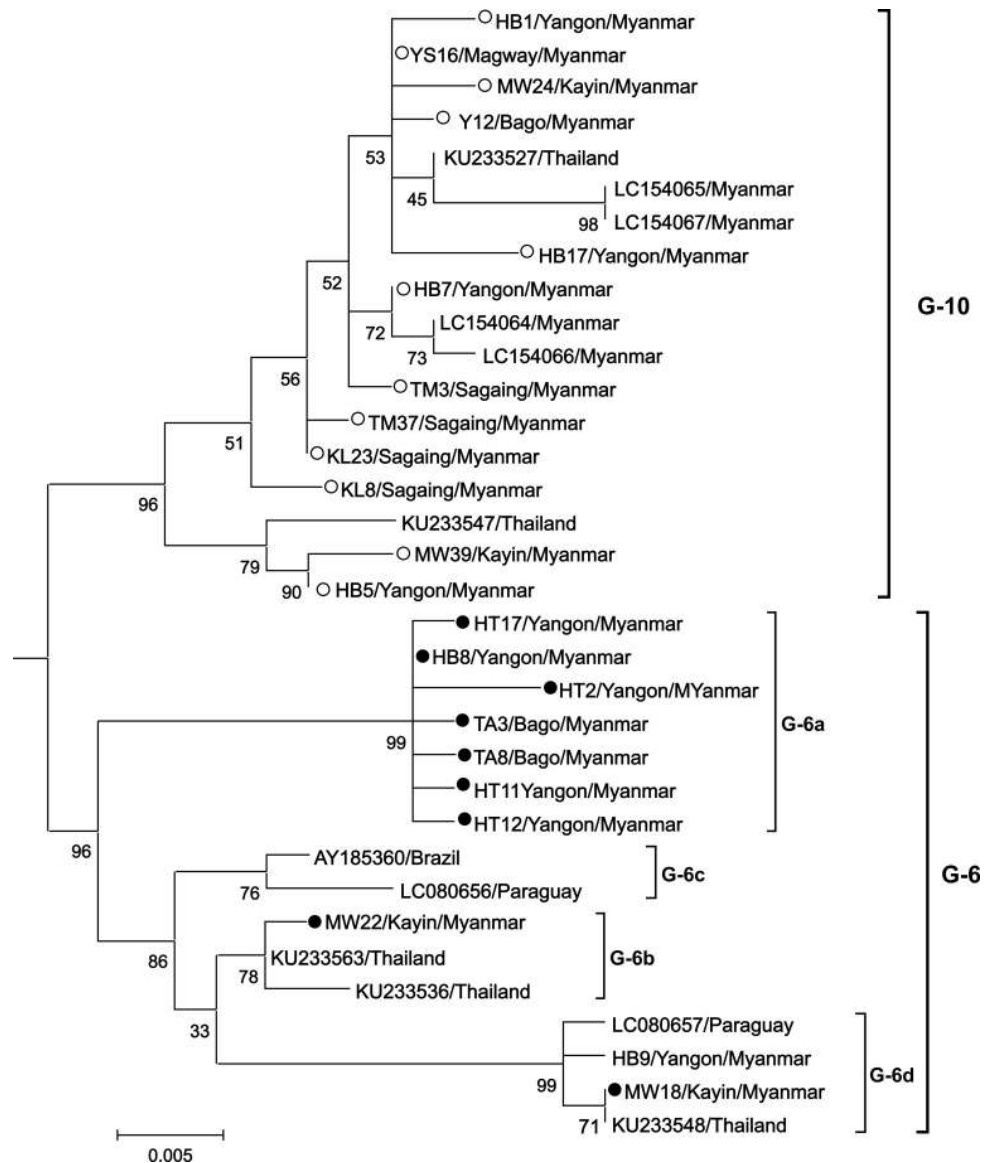 HB1/Yangon/Myanmar
YS16/Magway/Myanmar
MW24/Kayin/Myanmar
Y12/Bago/Myanmar
53
KU233527/Thailand
45
LC154065/Myanmar
98
LC154067/Myanmar
HB17/Yangon/Myanmar
52
HB7/Yangon/Myanmar
G-10
72
LC154064/Myanmar
73
LC154066/Myanmar
56
TM3/Sagaing/Myanmar
TM37/Sagaing/Myanmar
51
KL23/Sagaing/Myanmar
KL8/Sagaing/Myanmar
96
KU233547/Thailand
79
MW39/Kayin/Myanmar
90
HB5/Yangon/Myanmar
HT17/Yangon/Myanmar
HB8/Yangon/Myanmar
HT2/Yangon/MYanmar
TA3/Bago/Myanmar
G-6a
99
TA8/Bago/Myanmar
HT11Yangon/Myanmar
HT12/Yangon/Myanmar
96
AY185360/Brazil
76
LC080656/Paraguay
G-6c
G-6
MW22/Kayin/Myanmar
86
KU233563/Thailand
G-6b
78
KU233536/Thailand
33
LC080657/Paraguay
HB9/Yangon/Myanmar
G-6d
99
MW18/Kayin/Myanmar
71
KU233548/Thailand
0.005